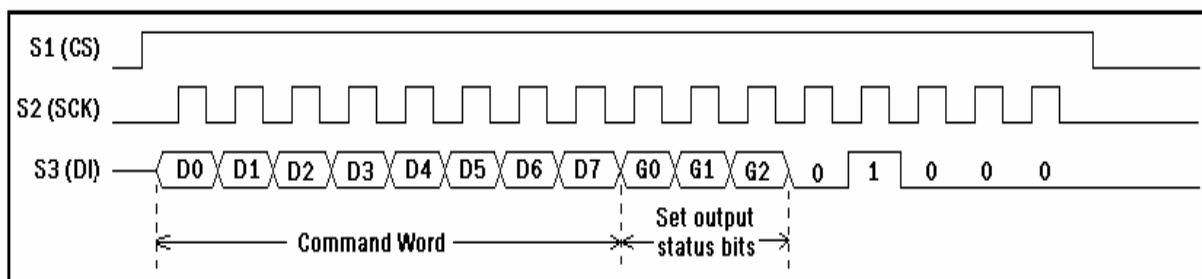 S1 (CS)
S2 (SCK)
S3 (DI) D0 D1 D2 D3 D4 D5 D6 D7 G0 G1 G2 0 1 0 0 0
Command Word
Set output
status bits